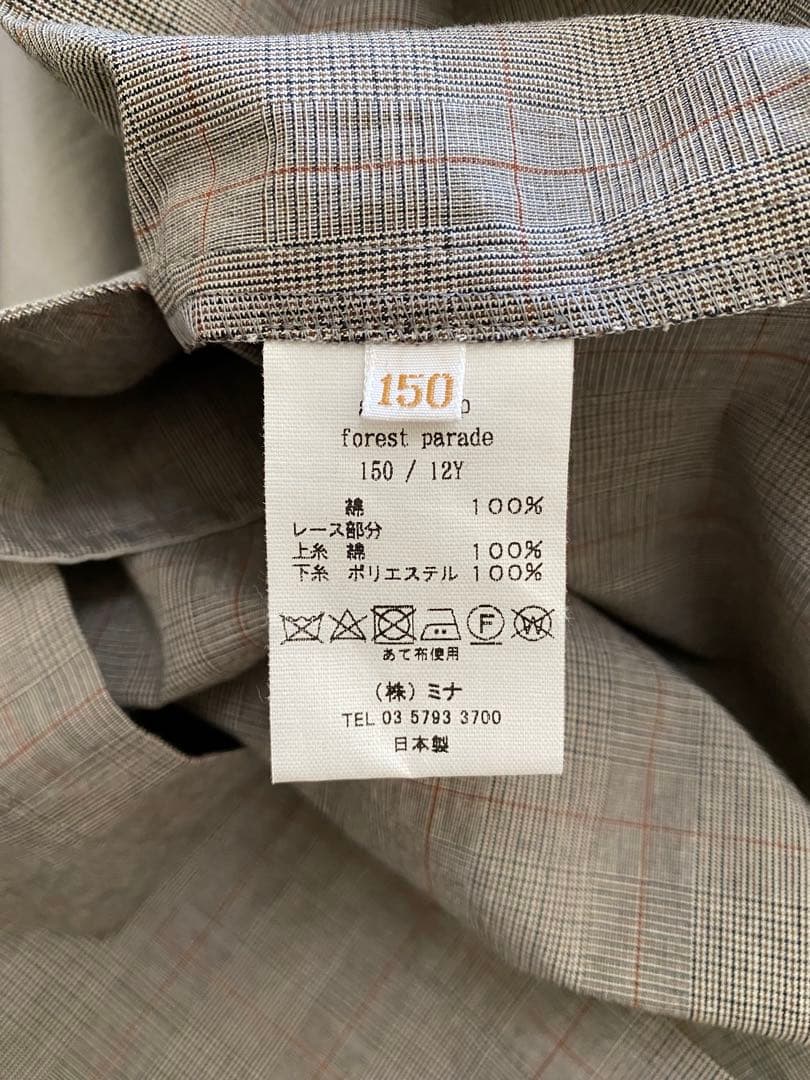 150
forest parade
150 / 12Y
綿 100%
レース部分
上糸 綿 100%
下糸 ポリエステル 100%
F W
あて布使用
(株)ミナ
TEL 03 5793 3700
日本製